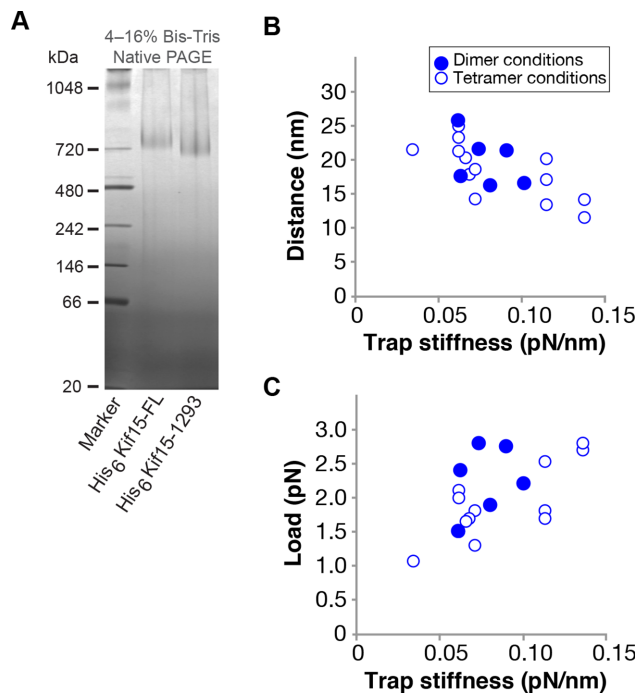 A
4–16% Bis-Tris
Native PAGE
kDa
1048
720
480
242
146
66
20
Marker
His6 Kif15-FL
His6 Kif15-1293
B
Dimer conditions
Tetramer conditions
30
25
20
15
10
5
0
Distance (nm)
0 0.05 0.10 0.15
Trap stiffness (pN/nm)
C
3.0
2.5
2.0
1.5
1.0
0.5
0
Load (pN)
0 0.05 0.10 0.15
Trap stiffness (pN/nm)